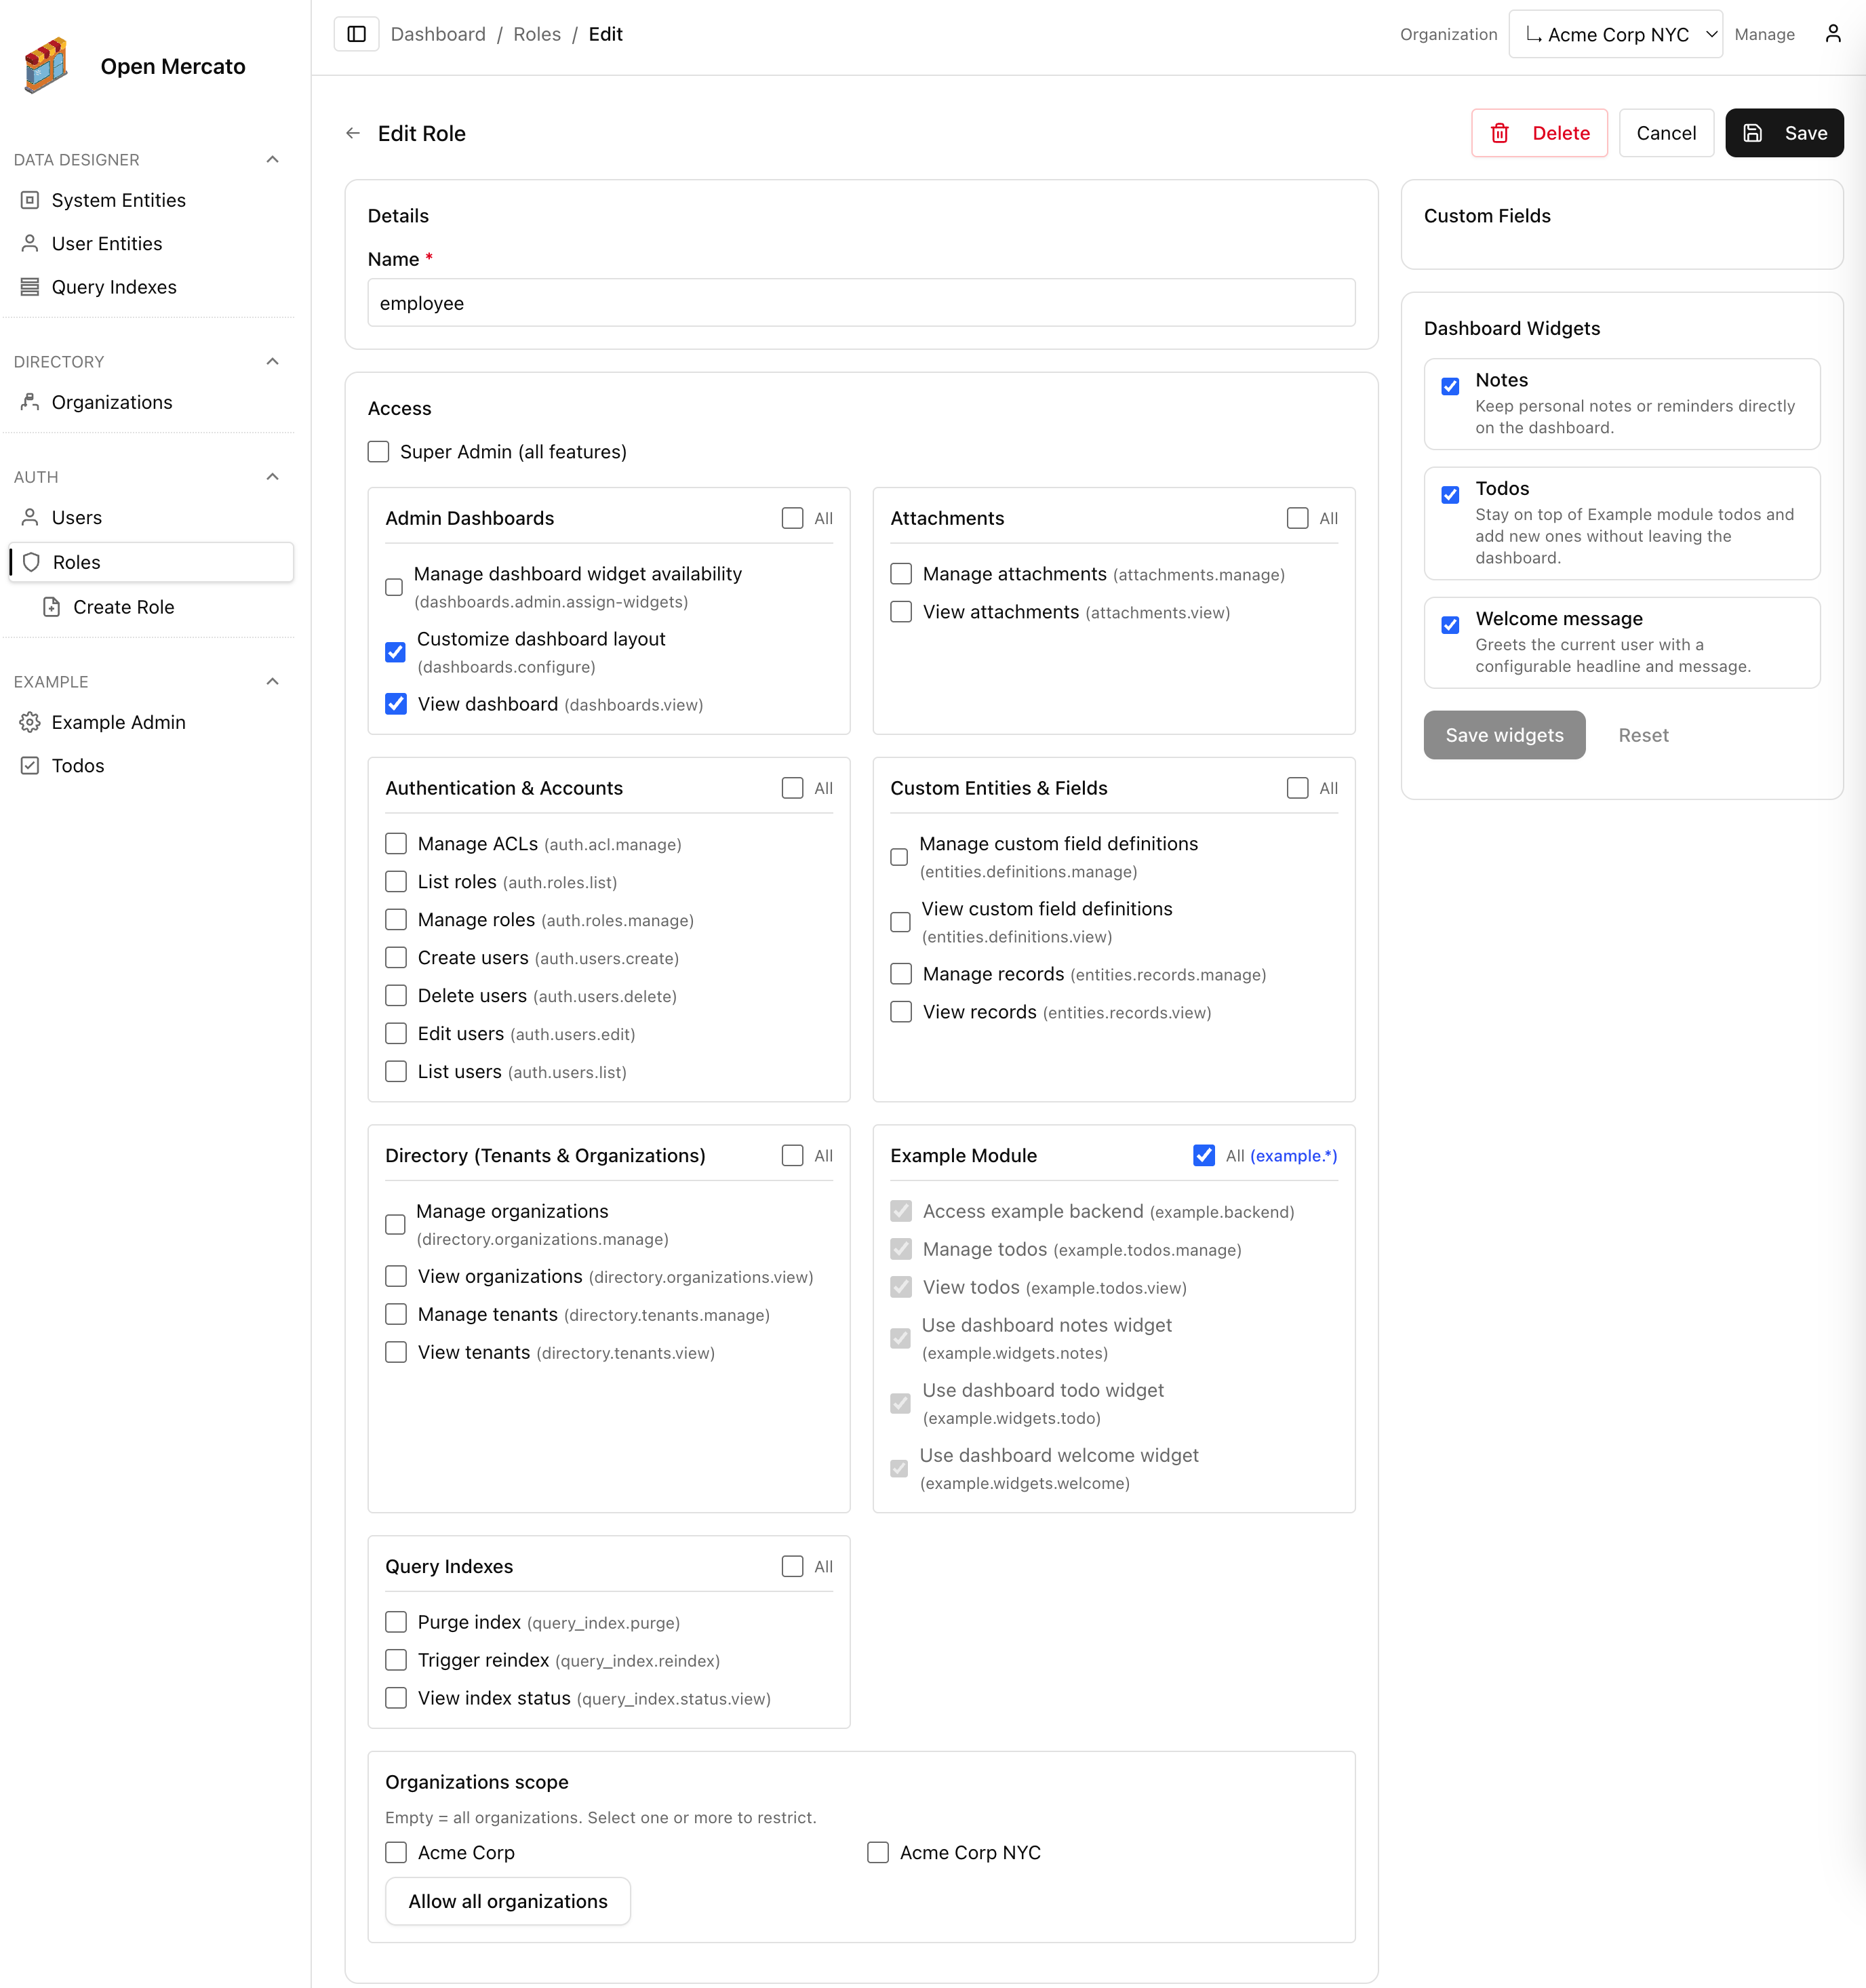 Open Mercato
DATA DESIGNER
System Entities
User Entities
Query Indexes
DIRECTORY
Organizations
AUTH
Users
Roles
Create Role
EXAMPLE
Example Admin
Todos
Dashboard / Roles / Edit
Organization
Acme Corp NYC
Manage
Edit Role
Delete
Cancel
Save
Details
Name *
employee
Access
Super Admin (all features)
Admin Dashboards
All
Manage dashboard widget availability
(dashboards.admin.assign-widgets)
Customize dashboard layout
(dashboards.configure)
View dashboard (dashboards.view)
Attachments
All
Manage attachments (attachments.manage)
View attachments (attachments.view)
Authentication & Accounts
All
Manage ACLs (auth.acl.manage)
List roles (auth.roles.list)
Manage roles (auth.roles.manage)
Create users (auth.users.create)
Delete users (auth.users.delete)
Edit users (auth.users.edit)
List users (auth.users.list)
Custom Entities & Fields
All
Manage custom field definitions
(entities.definitions.manage)
View custom field definitions
(entities.definitions.view)
Manage records (entities.records.manage)
View records (entities.records.view)
Directory (Tenants & Organizations)
All
Manage organizations
(directory.organizations.manage)
View organizations (directory.organizations.view)
Manage tenants (directory.tenants.manage)
View tenants (directory.tenants.view)
Example Module
All (example.*)
Access example backend (example.backend)
Manage todos (example.todos.manage)
View todos (example.todos.view)
Use dashboard notes widget
(example.widgets.notes)
Use dashboard todo widget
(example.widgets.todo)
Use dashboard welcome widget
(example.widgets.welcome)
Query Indexes
All
Purge index (query_index.purge)
Trigger reindex (query_index.reindex)
View index status (query_index.status.view)
Organizations scope
Empty = all organizations. Select one or more to restrict.
Acme Corp
Acme Corp NYC
Allow all organizations
Custom Fields
Dashboard Widgets
Notes
Keep personal notes or reminders directly
on the dashboard.
Todos
Stay on top of Example module todos and
add new ones without leaving the
dashboard.
Welcome message
Greets the current user with a
configurable headline and message.
Save widgets
Reset